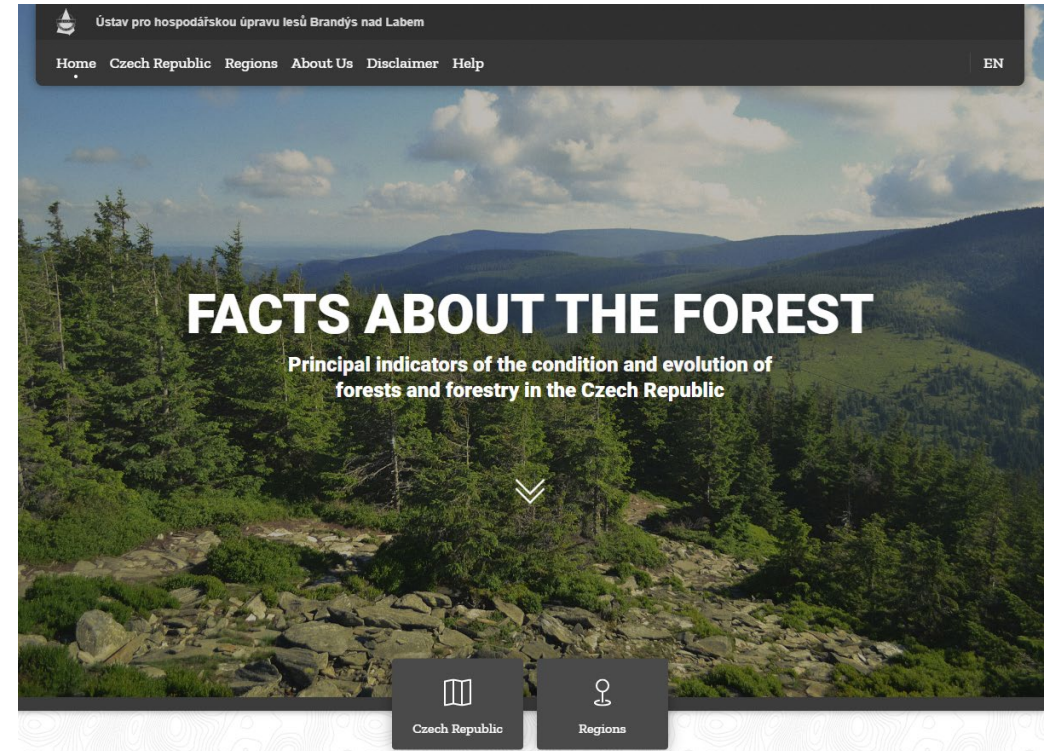 Ústav pro hospodářskou úpravu lesů Brandýs nad Labem
Home Czech Republic Regions About Us Disclaimer Help EN
FACTS ABOUT THE FOREST
Principal indicators of the condition and evolution of
forests and forestry in the Czech Republic
Czech Republic Regions